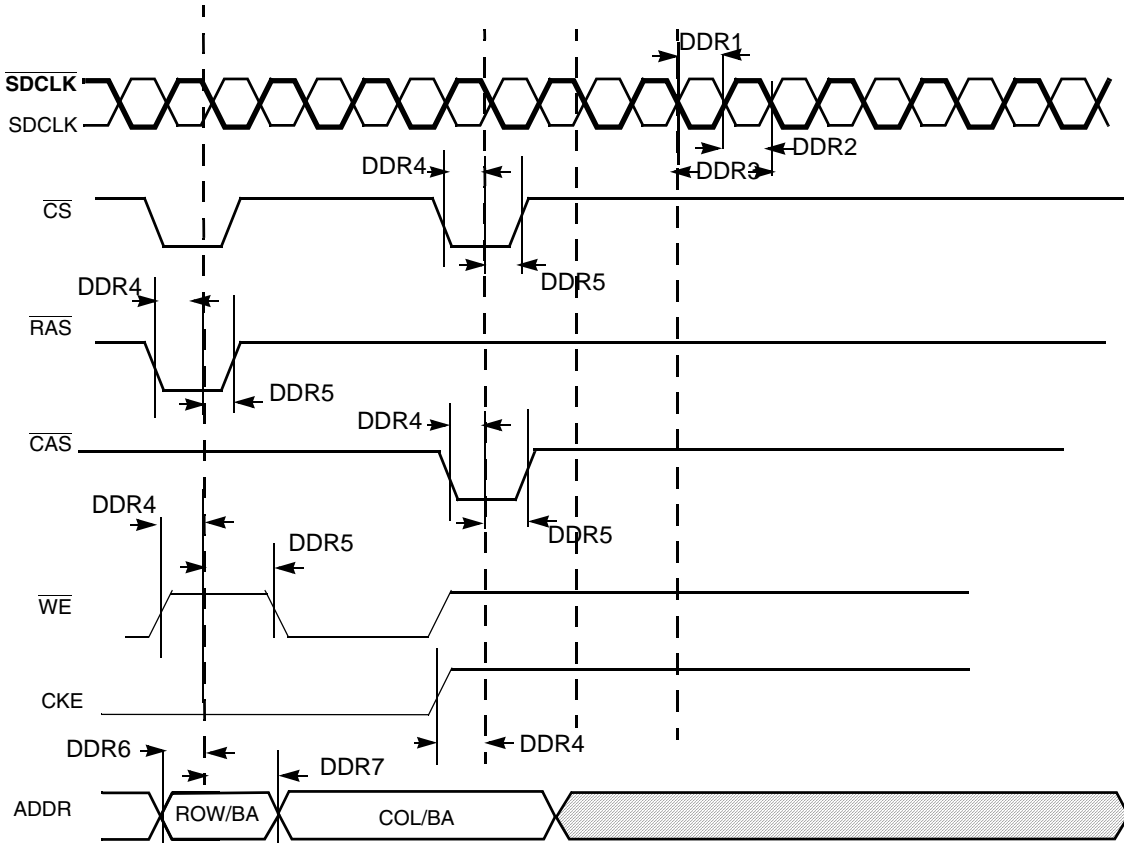 DDR1
SDCLK
SDCLK
DDR2
DDR4
DDR3
CS
DDR4
DDR5
RAS
DDR5
DDR4
CAS
DDR4
DDR5
DDR5
WE
CKE
DDR6
DDR4
DDR7
ADDR
ROW/BA
COL/BA